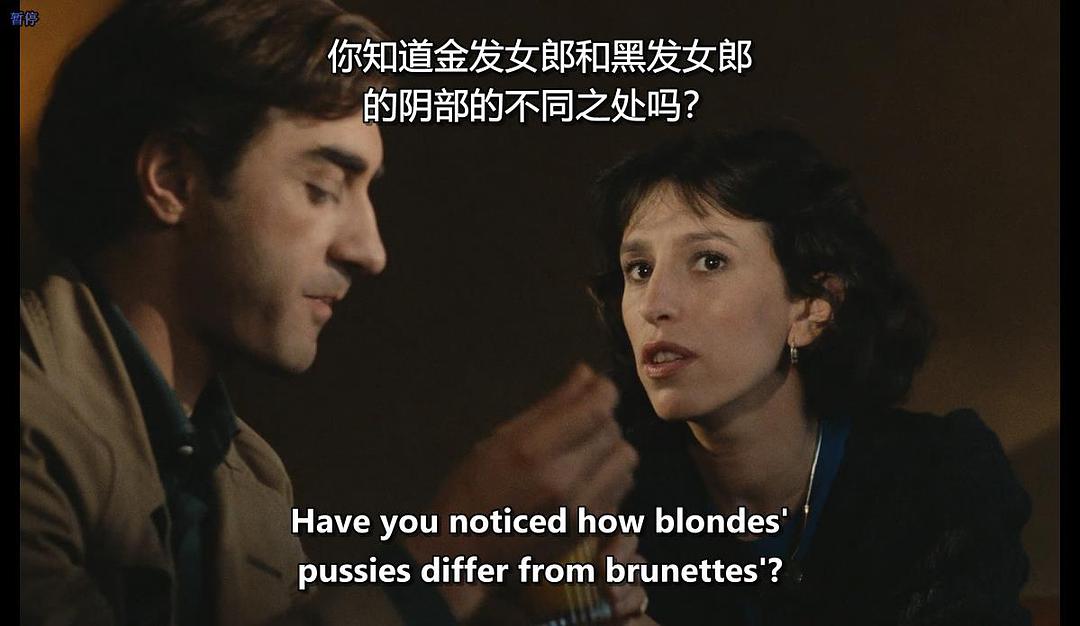 暂停
你知道金发女郎和黑发女郎
的阴部的不同之处吗?
Have you noticed how blondes'
pussies differ from brunettes'?